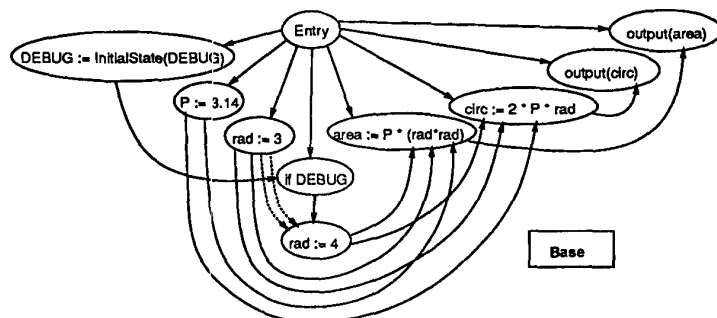 Entry
output(area)
DEBUG := InitialState(DEBUG)
output(circ)
P := 3.14
circ := 2 * P * rad
rad := 3
area := P * (rad*rad)
if DEBUG
rad := 4
Base